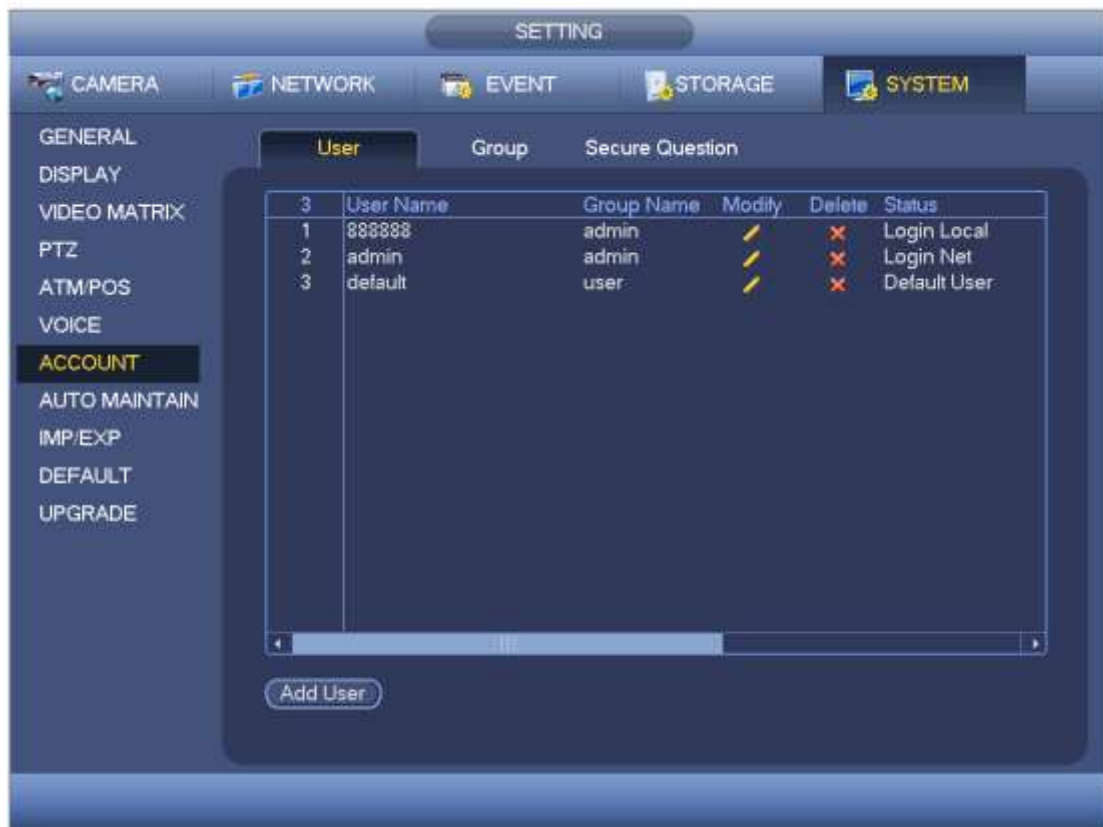 SETTING
CAMERA NETWORK EVENT STORAGE SYSTEM
GENERAL
DISPLAY
VIDEO MATRIX
PTZ
ATM/POS
VOICE
ACCOUNT
AUTO MAINTAIN
IMP/EXP
DEFAULT
UPGRADE
User Group Secure Question
3 User Name Group Name Modify Delete Status
1 888888 admin Login Local
2 admin admin Login Net
3 default user Default User
Add User